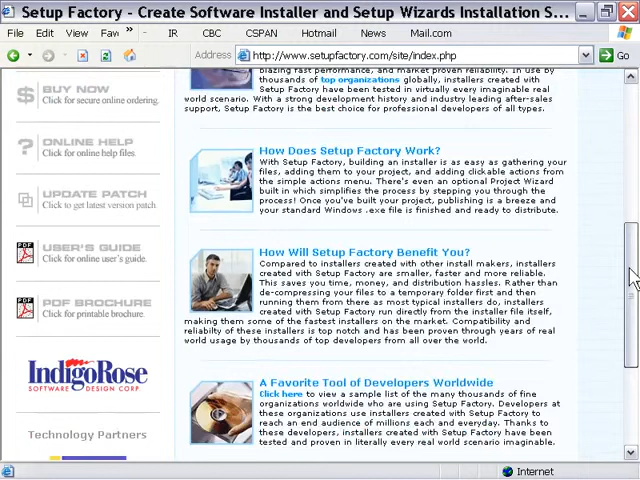 Setup Factory - Create Software Installer and Setup Wizards Installation S...
File Edit View Fav » IR CBC CSPAN Hotmail News Mail.com
Address http://www.setupfactory.com/site/index.php Go
BUY NOW
Click for secure online ordering.
ONLINE HELP
Click for online help files.
UPDATE PATCH
Click to get latest version patch.
PDF
USER'S GUIDE
Click for online user's guide.
PDF
PDF BROCHURE
Click for printable brochure.
IndigoRose
SOFTWARE DESIGN CORP.
Technology Partners
blazing fast performance, and market proven reliability. In use by
thousands of top organizations globally, installers created with
Setup Factory have been tested in virtually every imaginable real
world scenario. With a strong development history and industry leading after-sales
support, Setup Factory is the best choice for professional developers of all types.
How Does Setup Factory Work?
With Setup Factory, building an installer is as easy as gathering your
files, adding them to your project, and adding clickable actions from
the simple actions menu. There's even an optional Project Wizard
built in which simplifies the process by stepping you through the
process! Once you've built your project, publishing is a breeze and
your standard Windows .exe file is finished and ready to distribute.
How Will Setup Factory Benefit You?
Compared to installers created with other install makers, installers
created with Setup Factory are smaller, faster and more reliable.
This saves you time, money, and distribution hassles. Rather than
de-compressing your files to a temporary folder first and then
running them from there as most typical installers do, installers
created with Setup Factory run directly from the installer file itself,
making them some of the fastest installers on the market. Compatibility and
reliabilty of these installers is top notch and has been proven through years of real
world usage by thousands of top developers from all over the world.
A Favorite Tool of Developers Worldwide
Click here to view a sample list of the many thousands of fine
organizations worldwide who are using Setup Factory. Developers at
these organizations use installers created with Setup Factory to
reach an end audience of millions each and everyday. Thanks to
these developers, installers created with Setup Factory have been
tested and proven in literally every real world scenario imaginable.
Internet